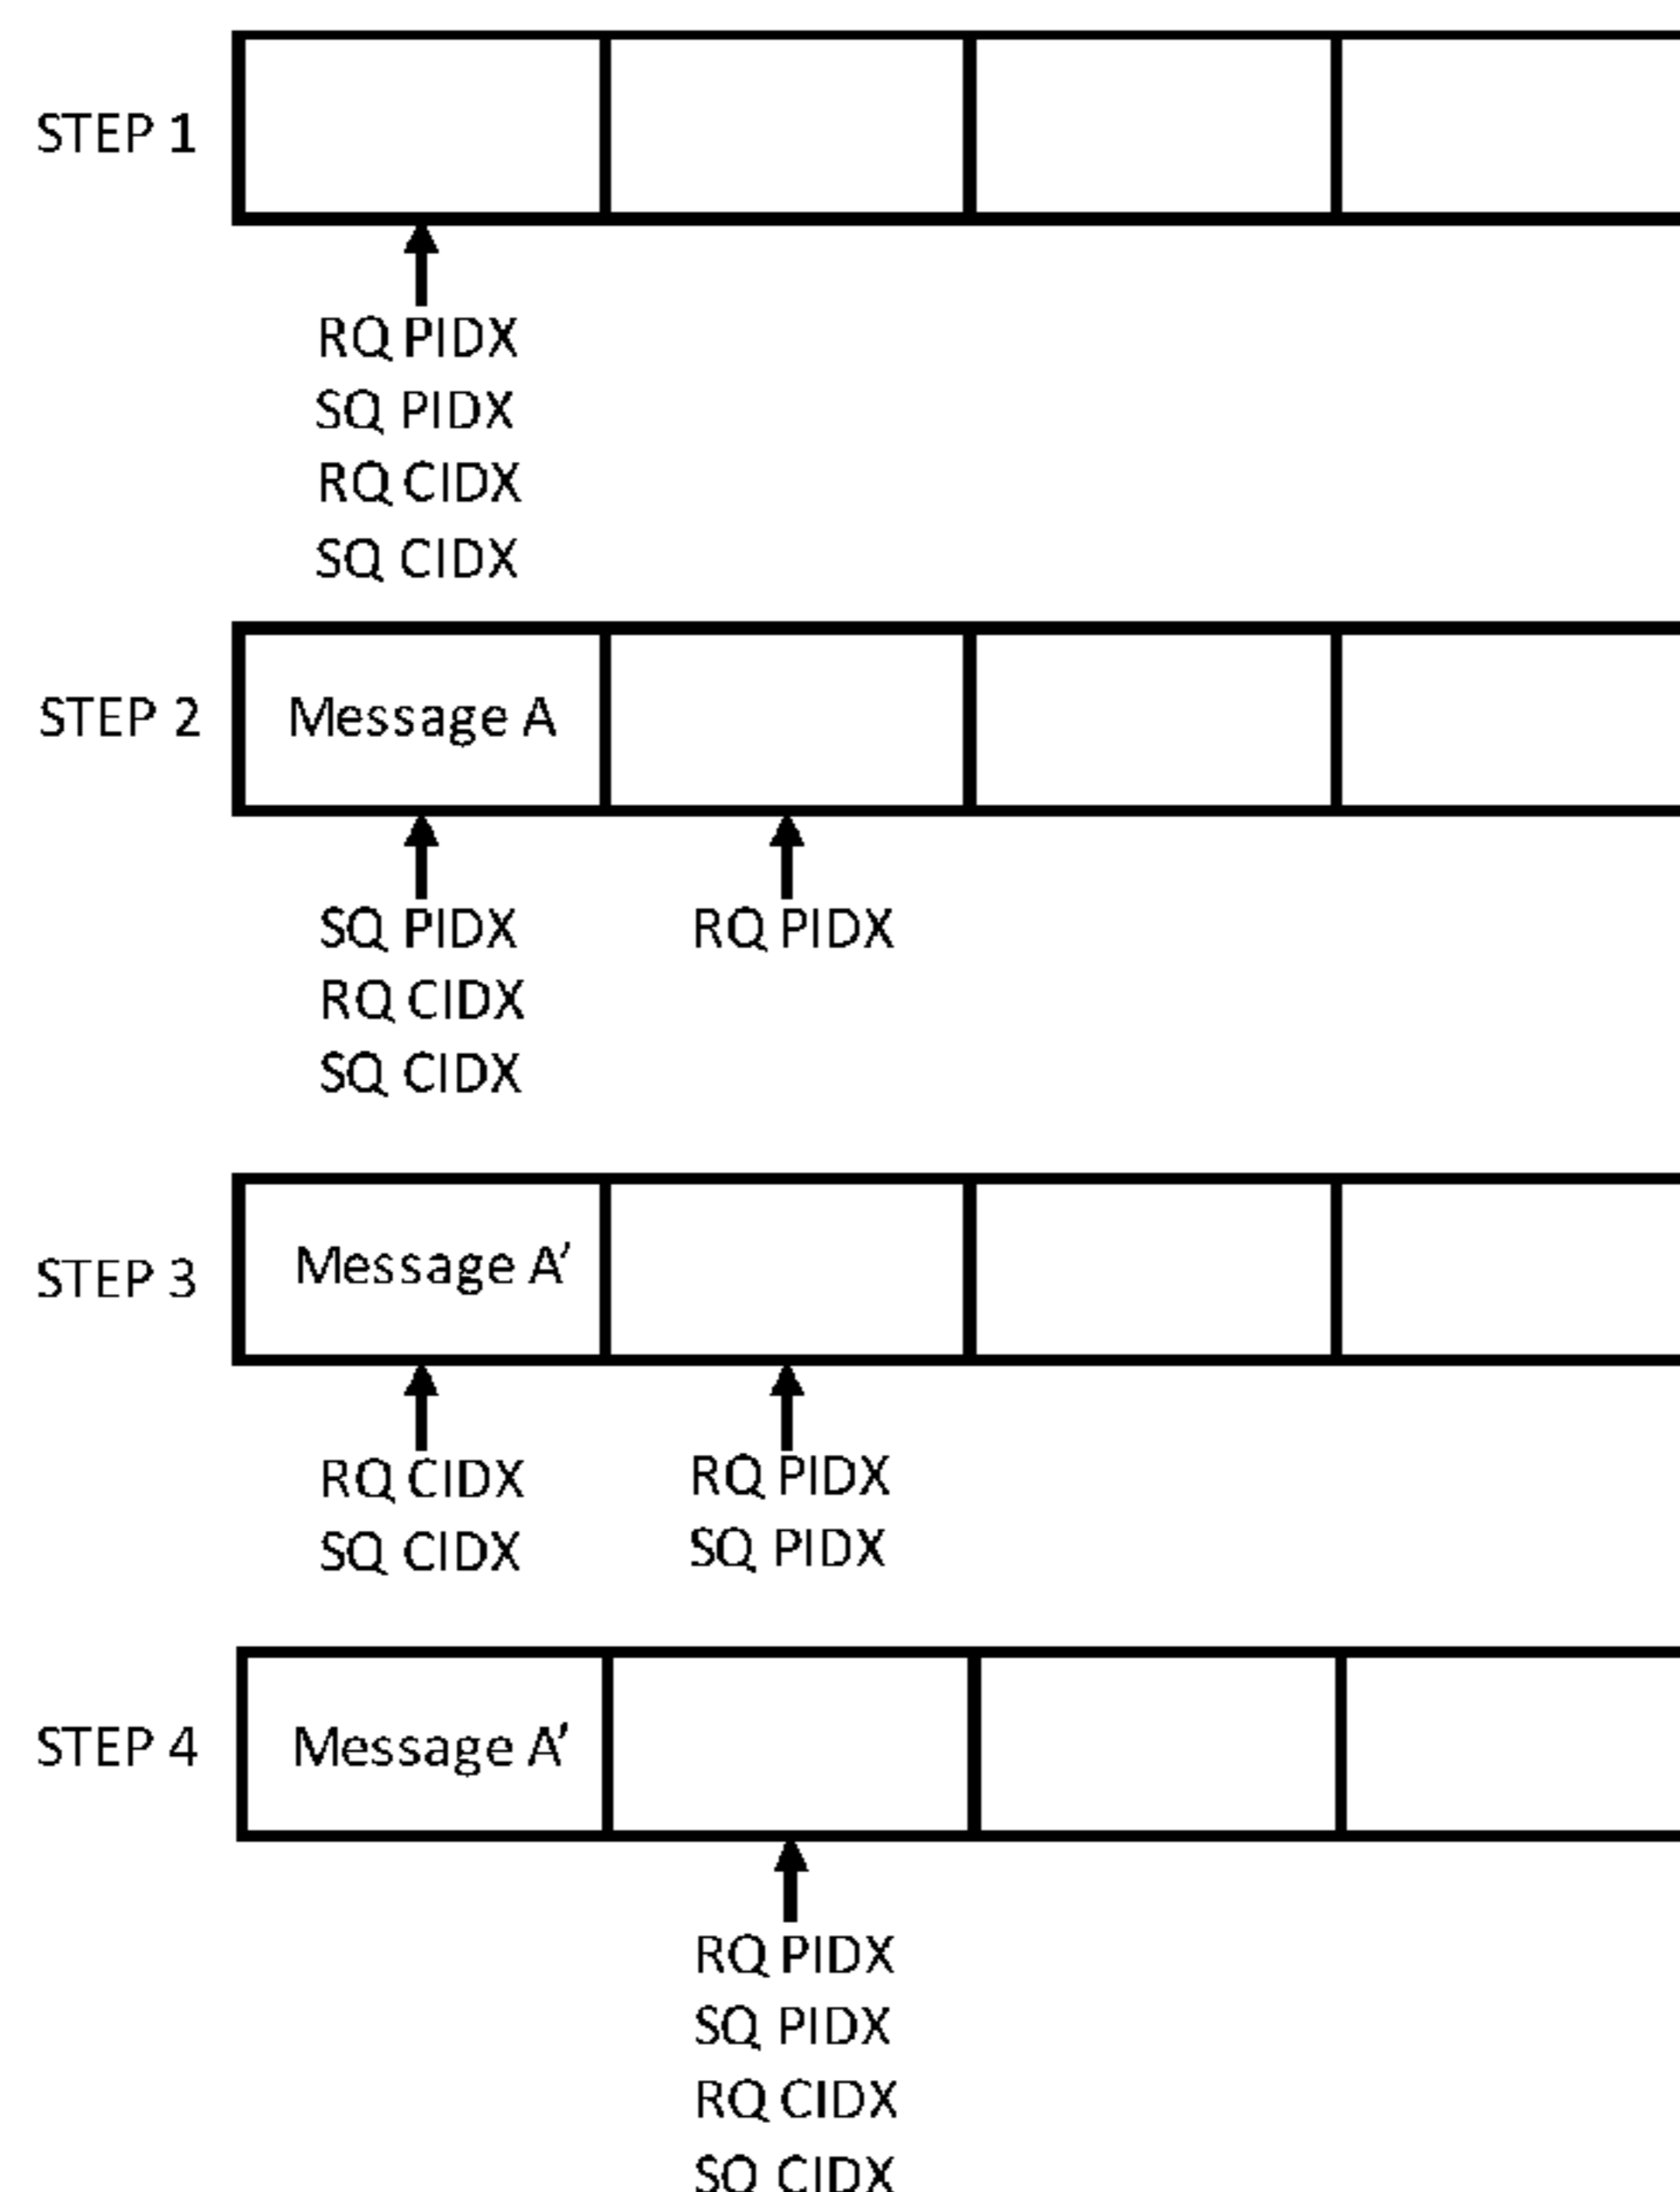 STEP 1
RQ PIDX
SQ PIDX
RQ CIDX
SQ CIDX
STEP 2
Message A
SQ PIDX
RQ PIDX
RQ CIDX
SQ CIDX
STEP 3
Message A'
RQ CIDX
RQ PIDX
SQ CIDX
SQ PIDX
STEP 4
Message A'
RQ PIDX
SQ PIDX
RQ CIDX
SQ CIDX